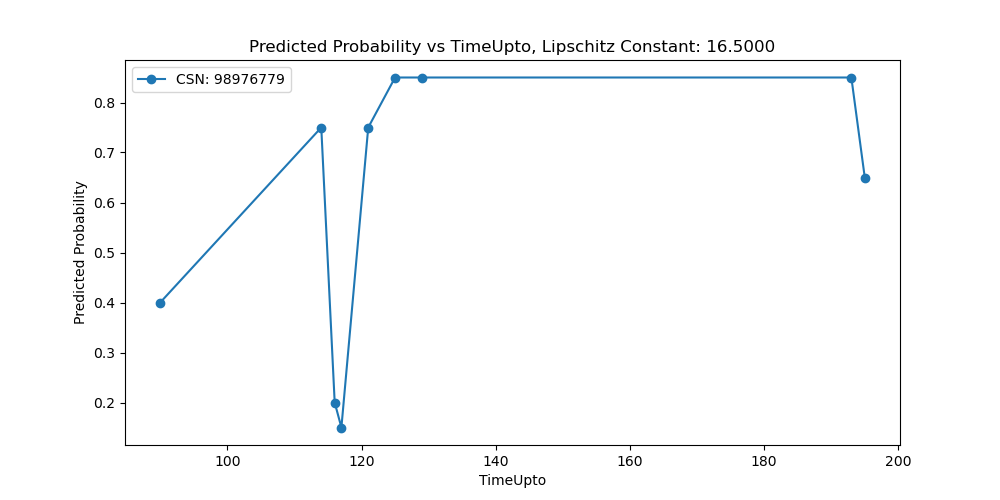 Predicted Probability vs TimeUpto, Lipschitz Constant: 16.5000
CSN: 98976779
Predicted Probability
0.8
0.7
0.6
0.5
0.4
0.3
0.2
100 120 140 160 180 200
TimeUpto